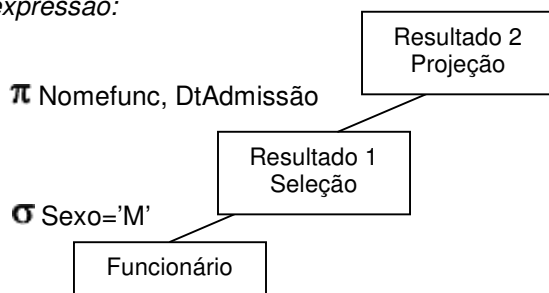 expressão:
Resultado 2
Projeção
π Nomefunc, DtAdmissão
Resultado 1
Seleção
σ Sexo=’M’
Funcionário